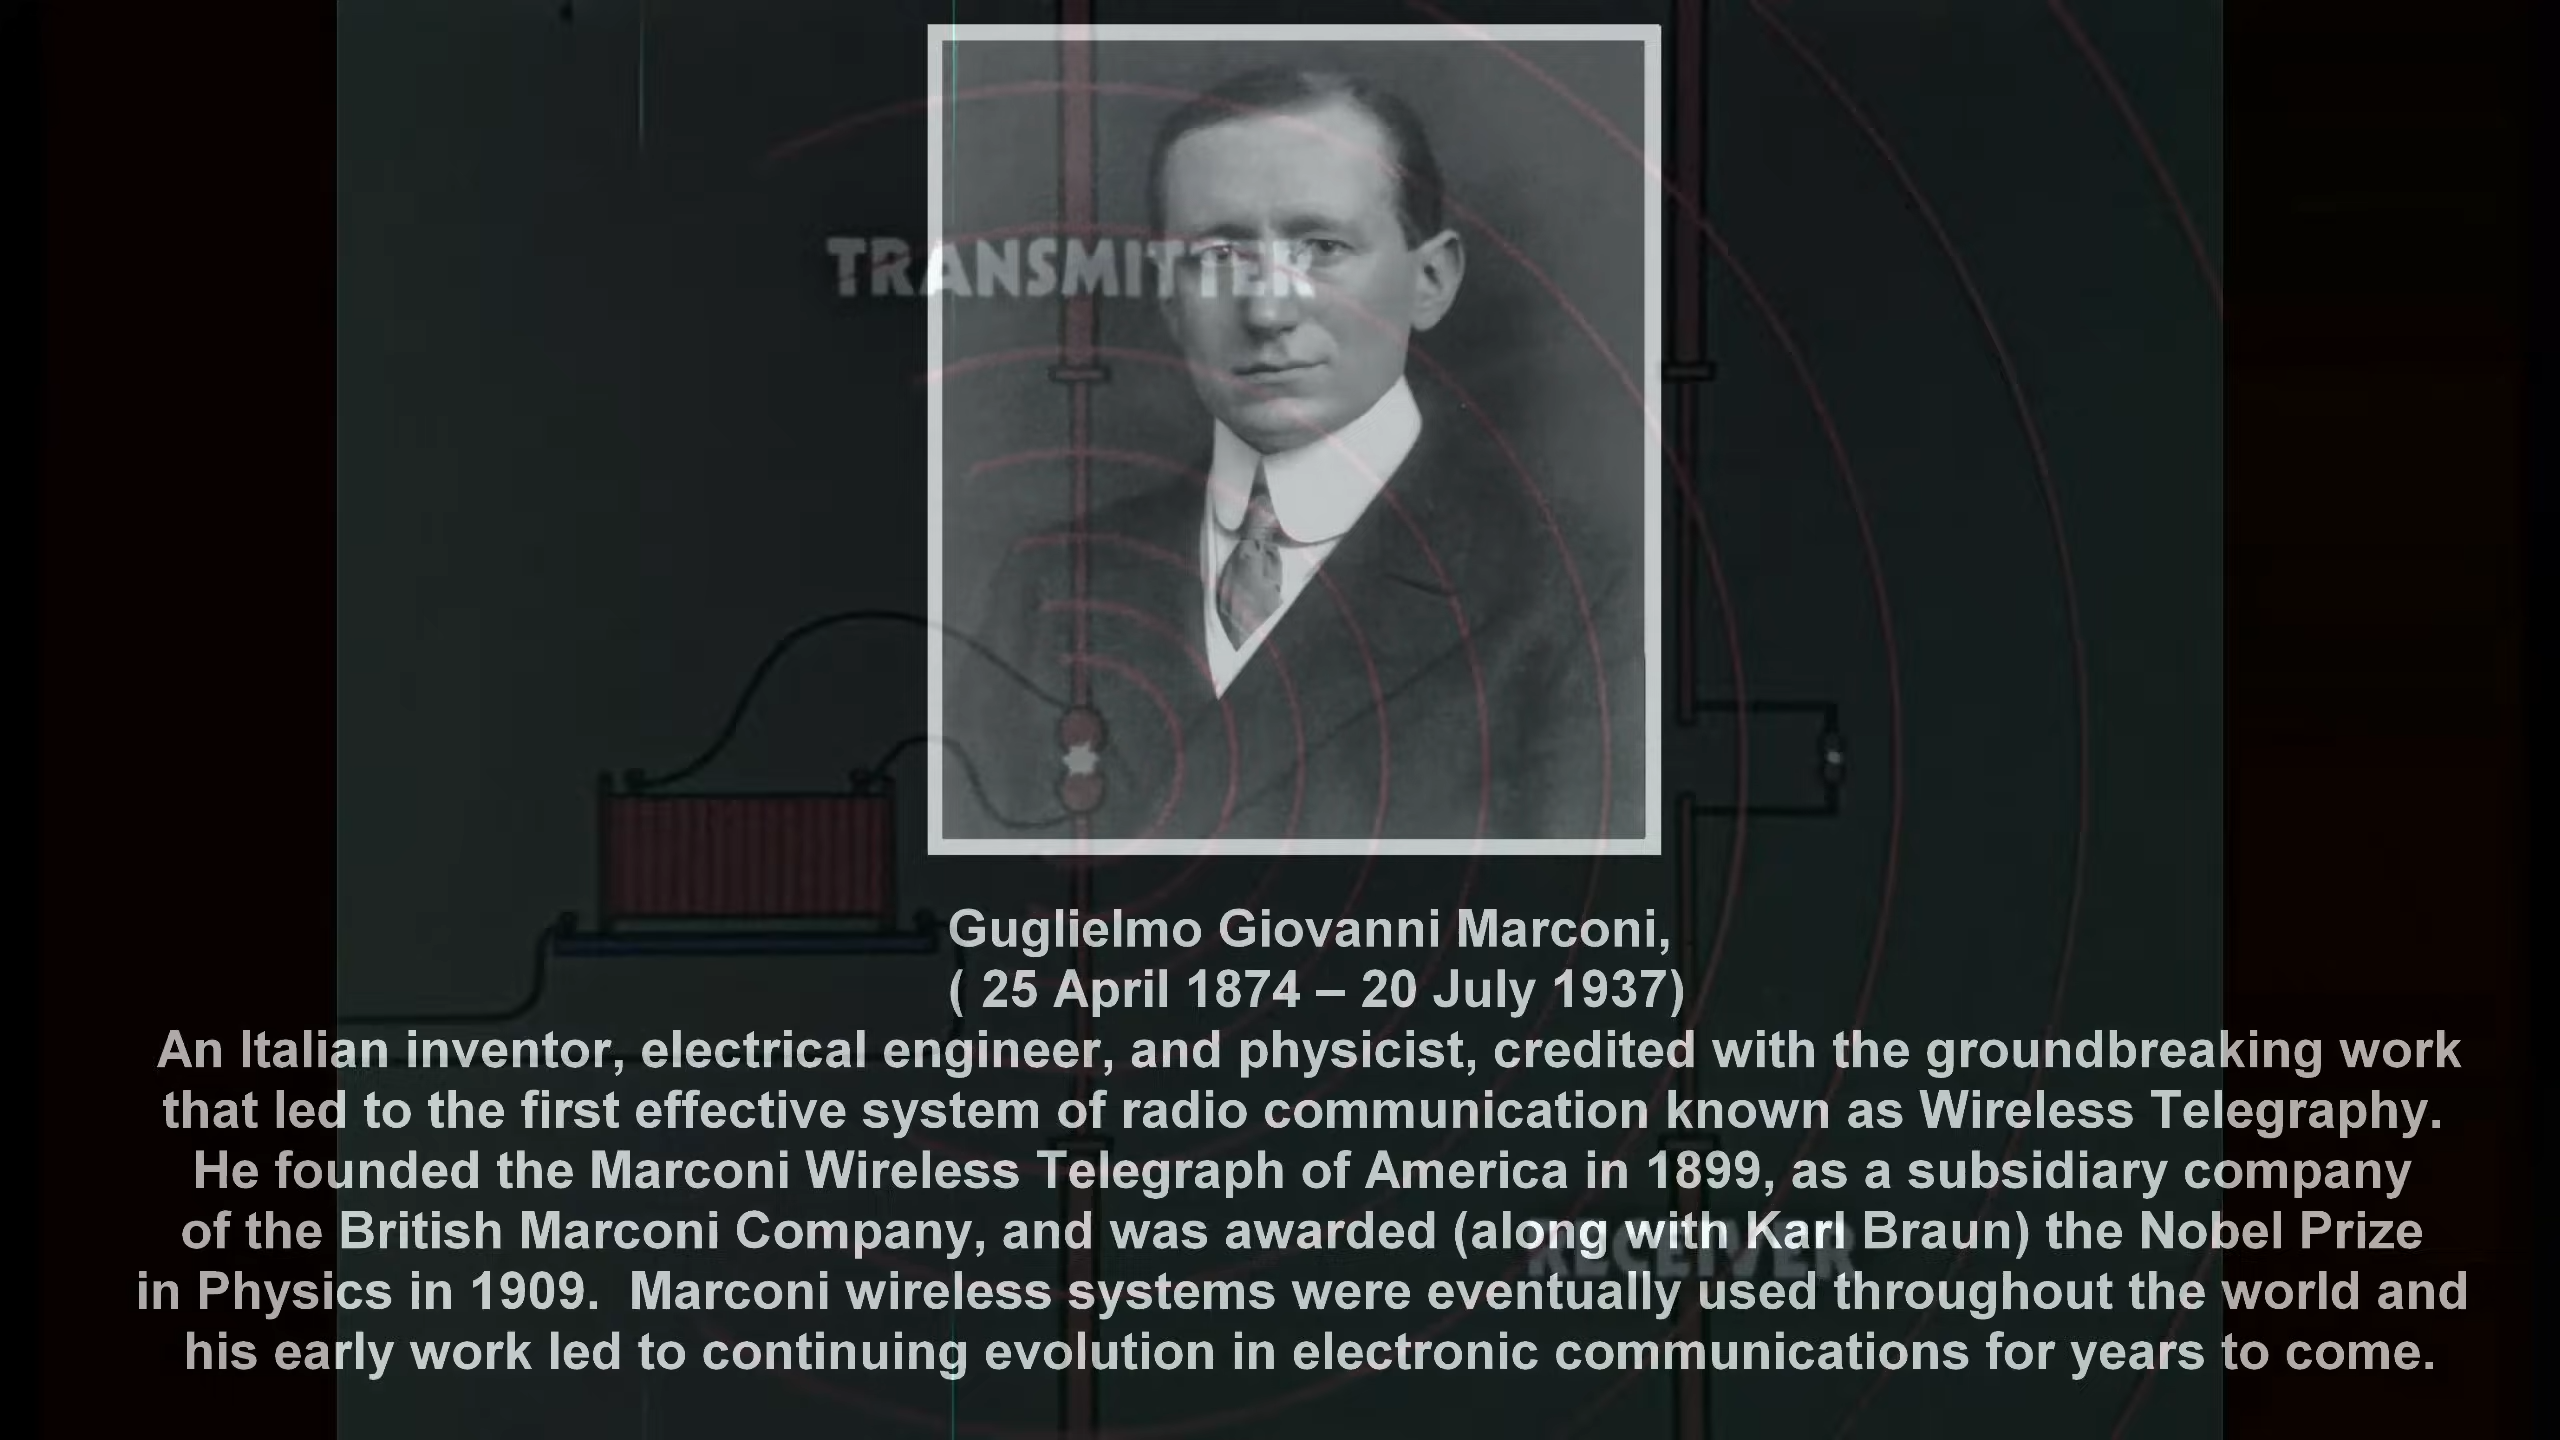 TRANSMITTER
Guglielmo Giovanni Marconi,
( 25 April 1874 – 20 July 1937)
An Italian inventor, electrical engineer, and physicist, credited with the groundbreaking work
that led to the first effective system of radio communication known as Wireless Telegraphy.
He founded the Marconi Wireless Telegraph of America in 1899, as a subsidiary company
of the British Marconi Company, and was awarded (along with Karl Braun) the Nobel Prize
RECEIVER
in Physics in 1909.  Marconi wireless systems were eventually used throughout the world and
his early work led to continuing evolution in electronic communications for years to come.